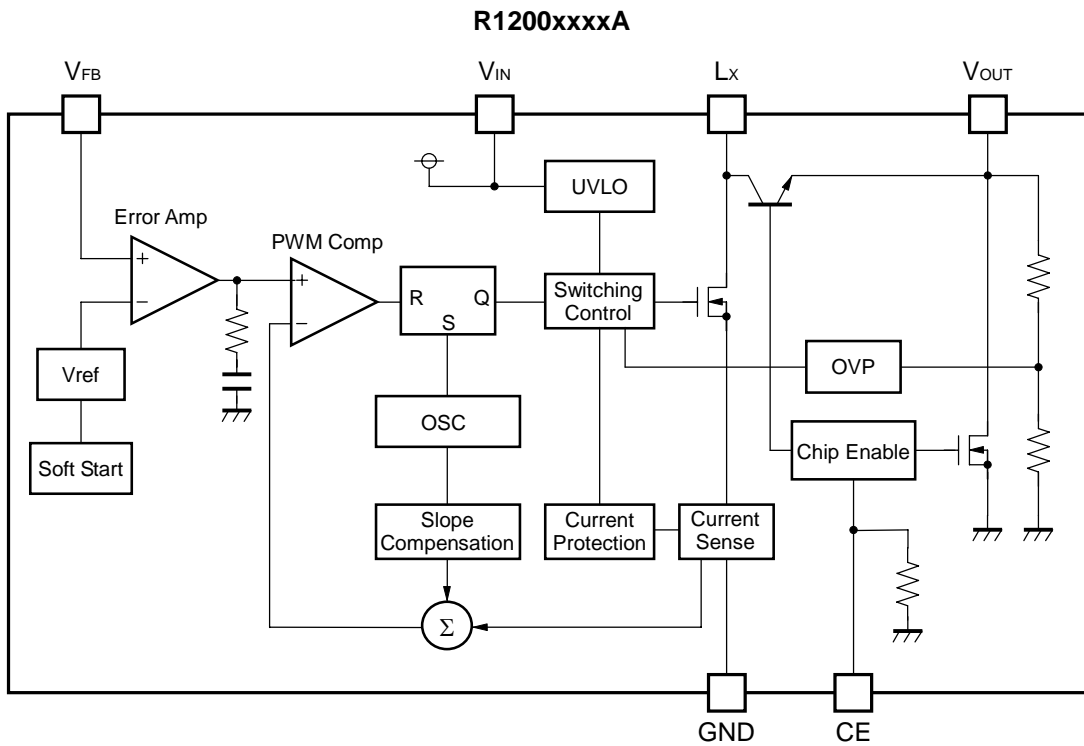 R1200xxxxA
VFB
VIN
LX
VOUT
UVLO
Error Amp
PWM Comp
+
−
+
−
R
Q
S
Switching
Control
Vref
OVP
OSC
Chip Enable
Soft Start
Slope
Compensation
Current
Protection
Current
Sense
Σ
GND
CE